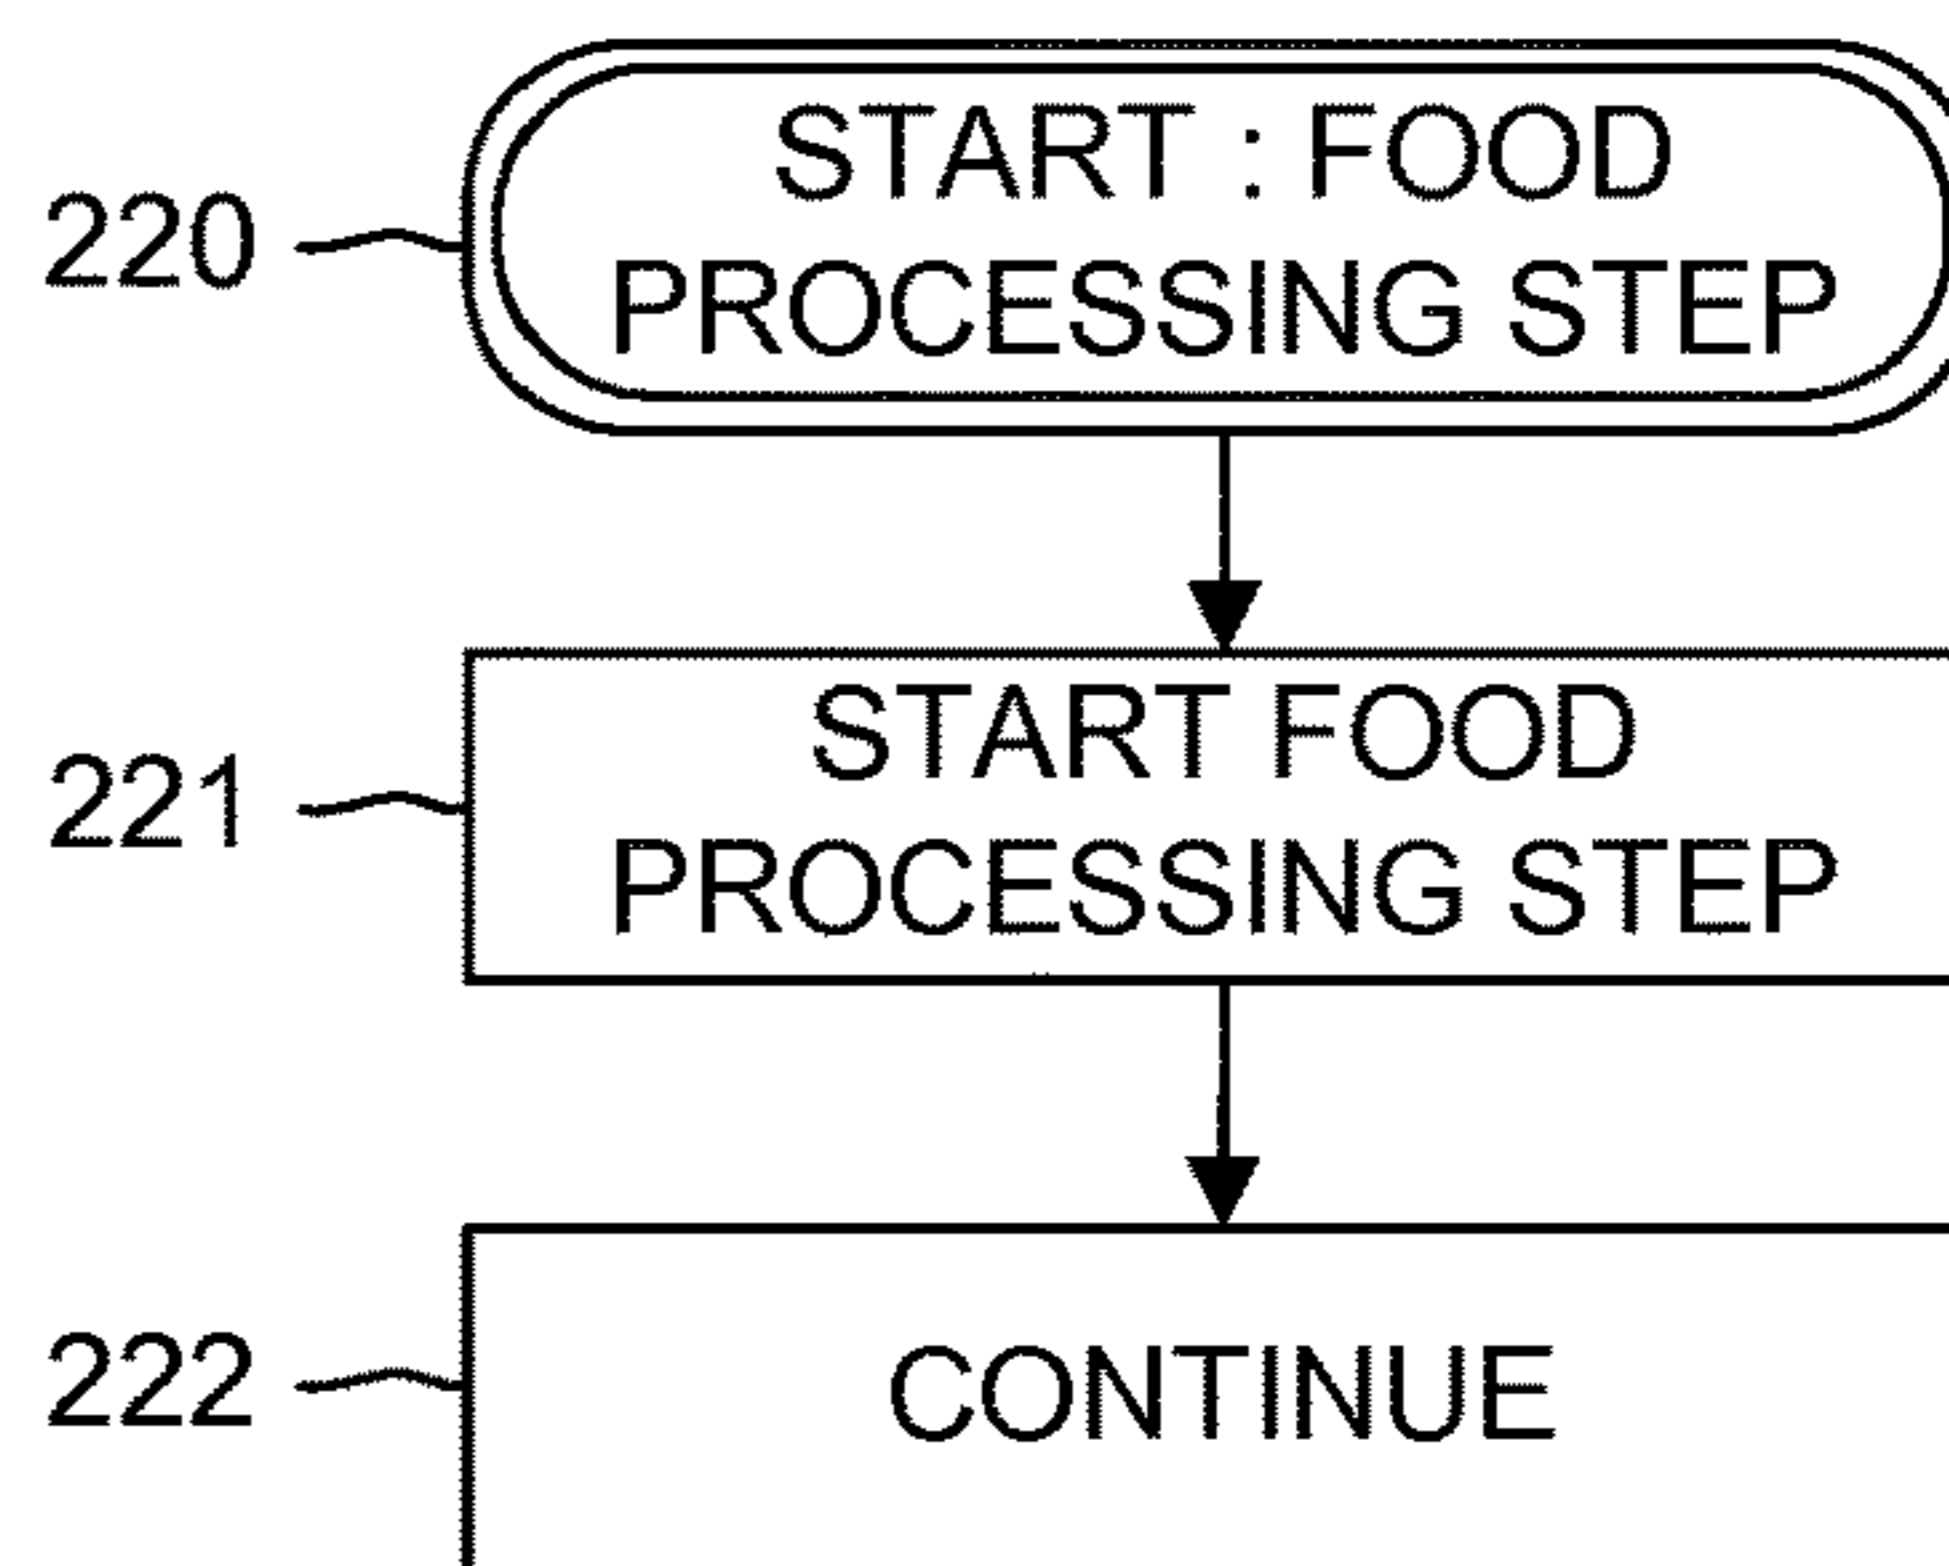 START : FOOD
220
PROCESSING STEP
START FOOD
221
PROCESSING STEP
222
CONTINUE